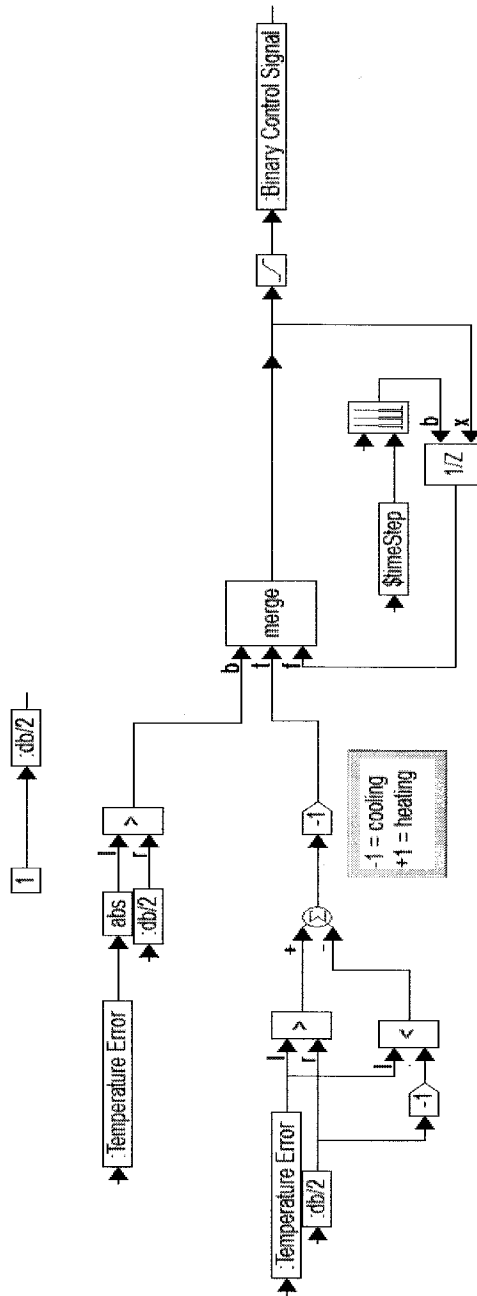 1
:db/2
:Temperature Error
abs
:db/2
l
r
>
b
t
f
merge
:Binary Control Signal
:Temperature Error
:db/2
l
r
>
+
-
Σ
-1
l
<
-1
-1 = cooling
+1 = heating
$timeStep
b
x
1/Z